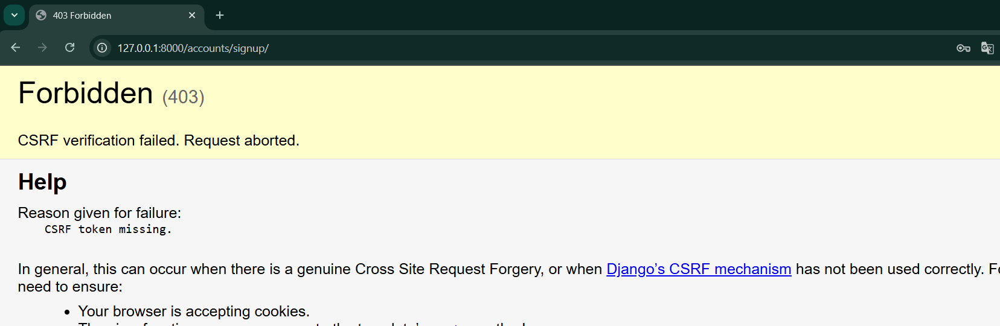 403 Forbidden
127.0.0.1:8000/accounts/signup/
Forbidden (403)
CSRF verification failed. Request aborted.
Help
Reason given for failure:
CSRF token missing.
In general, this can occur when there is a genuine Cross Site Request Forgery, or when Django’s CSRF mechanism has not been used correctly.
need to ensure:
Your browser is accepting cookies.